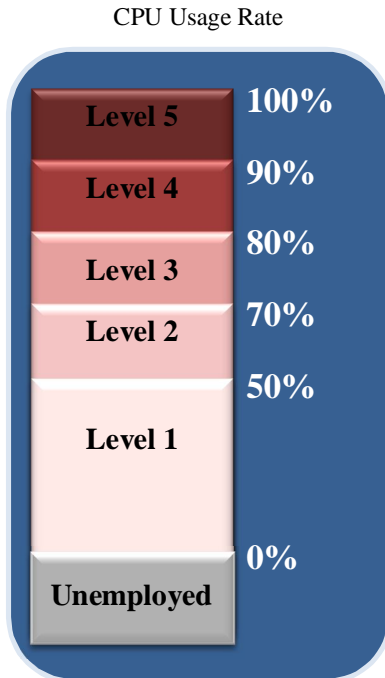 CPU Usage Rate
Level 5 100%
Level 4 90%
Level 3 80%
Level 2 70%
Level 1 50%
Unemployed 0%